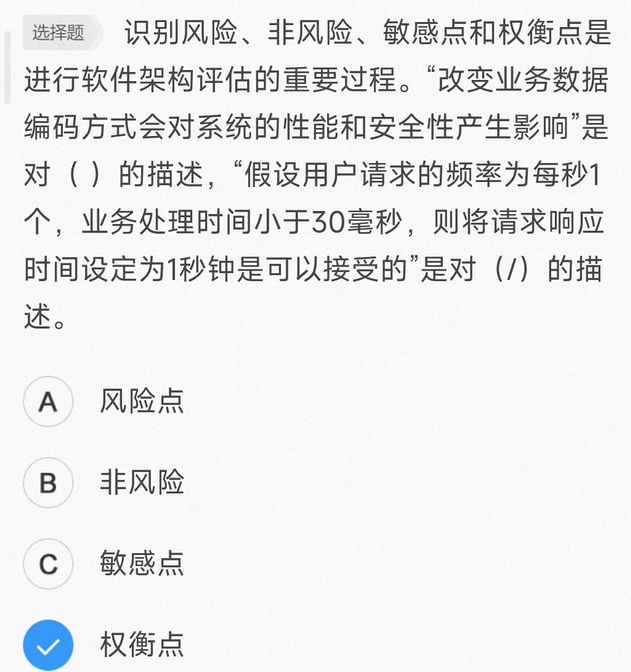 选择题 识别风险、非风险、敏感点和权衡点是
进行软件架构评估的重要过程。“改变业务数据
编码方式会对系统的性能和安全性产生影响”是
对（ ）的描述，“假设用户请求的频率为每秒1
个，业务处理时间小于30毫秒，则将请求响应
时间设定为1秒钟是可以接受的”是对（/）的描
述。
A 风险点
B 非风险
C 敏感点
权衡点